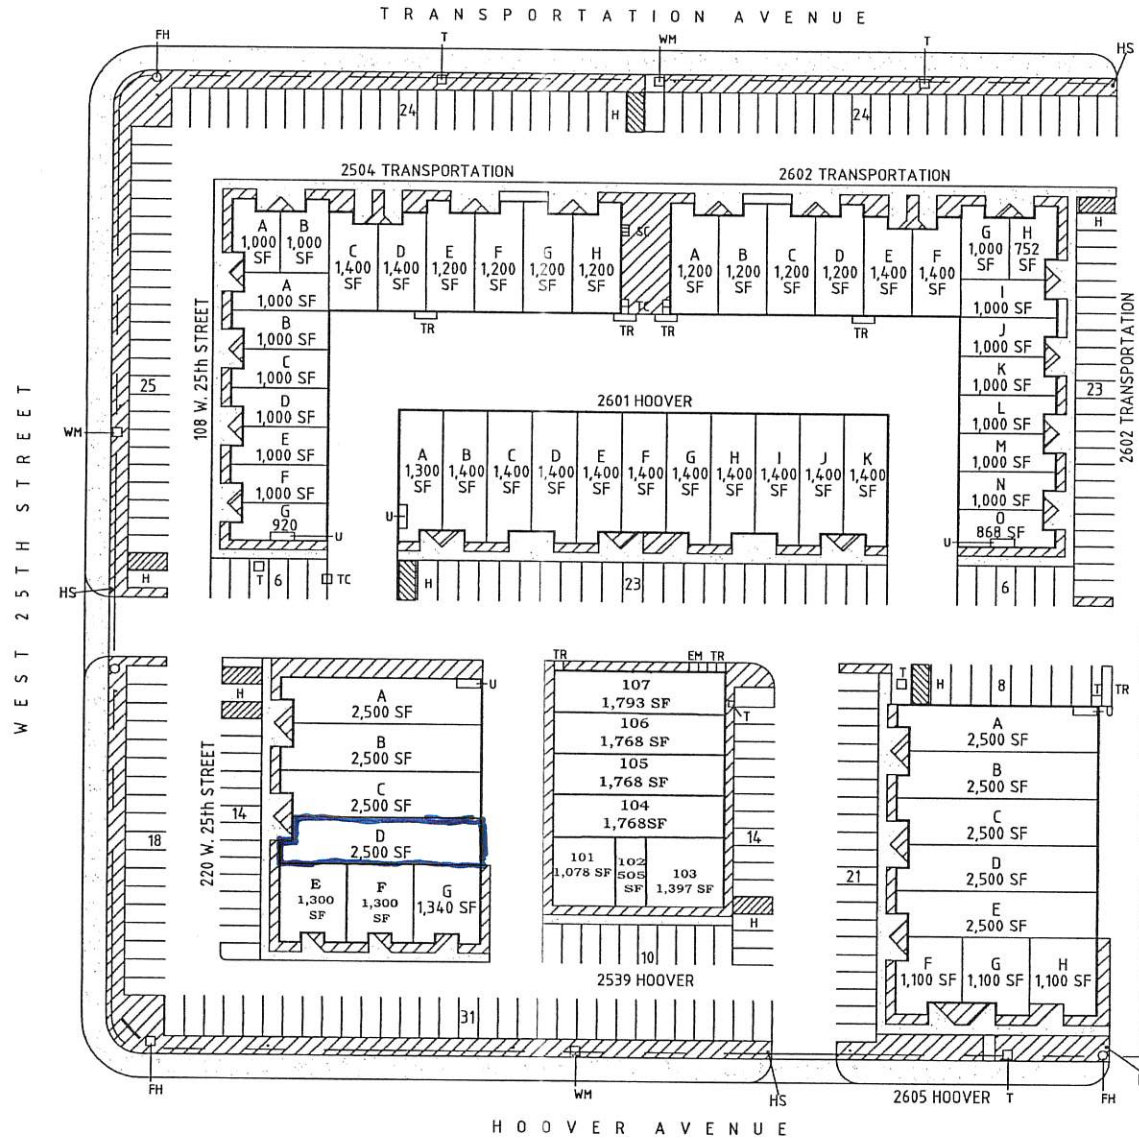 TRANSPORTATION AVENUE
FH
T
WM
T
HS
24
H
24
2504 TRANSPORTATION
2602 TRANSPORTATION
A
1,000
SF
B
1,000
SF
C
1,400
SF
D
1,400
SF
E
1,200
SF
F
1,200
SF
G
1,200
SF
H
1,200
SF
SC
TC
A
1,200
SF
B
1,200
SF
C
1,200
SF
D
1,200
SF
E
1,400
SF
F
1,400
SF
G
1,000
SF
H
752
SF
H
TR
TR
TR
TR
108 W. 25th STREET
A
1,000 SF
B
1,000 SF
C
1,000 SF
D
1,000 SF
E
1,000 SF
F
1,000 SF
G
920
U
I
1,000 SF
J
1,000 SF
K
1,000 SF
L
1,000 SF
M
1,000 SF
N
1,000 SF
O
868 SF
U
23
2602 TRANSPORTATION
25
WM
WEST 25TH STREET
2601 HOOVER
A
1,300
SF
B
1,400
SF
C
1,400
SF
D
1,400
SF
E
1,400
SF
F
1,400
SF
G
1,400
SF
H
1,400
SF
I
1,400
SF
J
1,400
SF
K
1,400
SF
U
H
HS
T
6
TC
H
23
6
220 W. 25th STREET
H
14
18
U
A
2,500 SF
B
2,500 SF
C
2,500 SF
D
2,500 SF
E
1,300
SF
F
1,300
SF
G
1,340 SF
TR
EM
TR
T
107
1,793 SF
106
1,768 SF
105
1,768 SF
104
1,768SF
101
1,078 SF
102
505
SF
103
1,397 SF
14
H
10
2539 HOOVER
31
T
H
8
T
TR
U
A
2,500 SF
B
2,500 SF
C
2,500 SF
D
2,500 SF
E
2,500 SF
F
1,100 SF
G
1,100 SF
H
1,100 SF
21
FH
WM
HS
2605 HOOVER
T
FH
HOOVER AVENUE